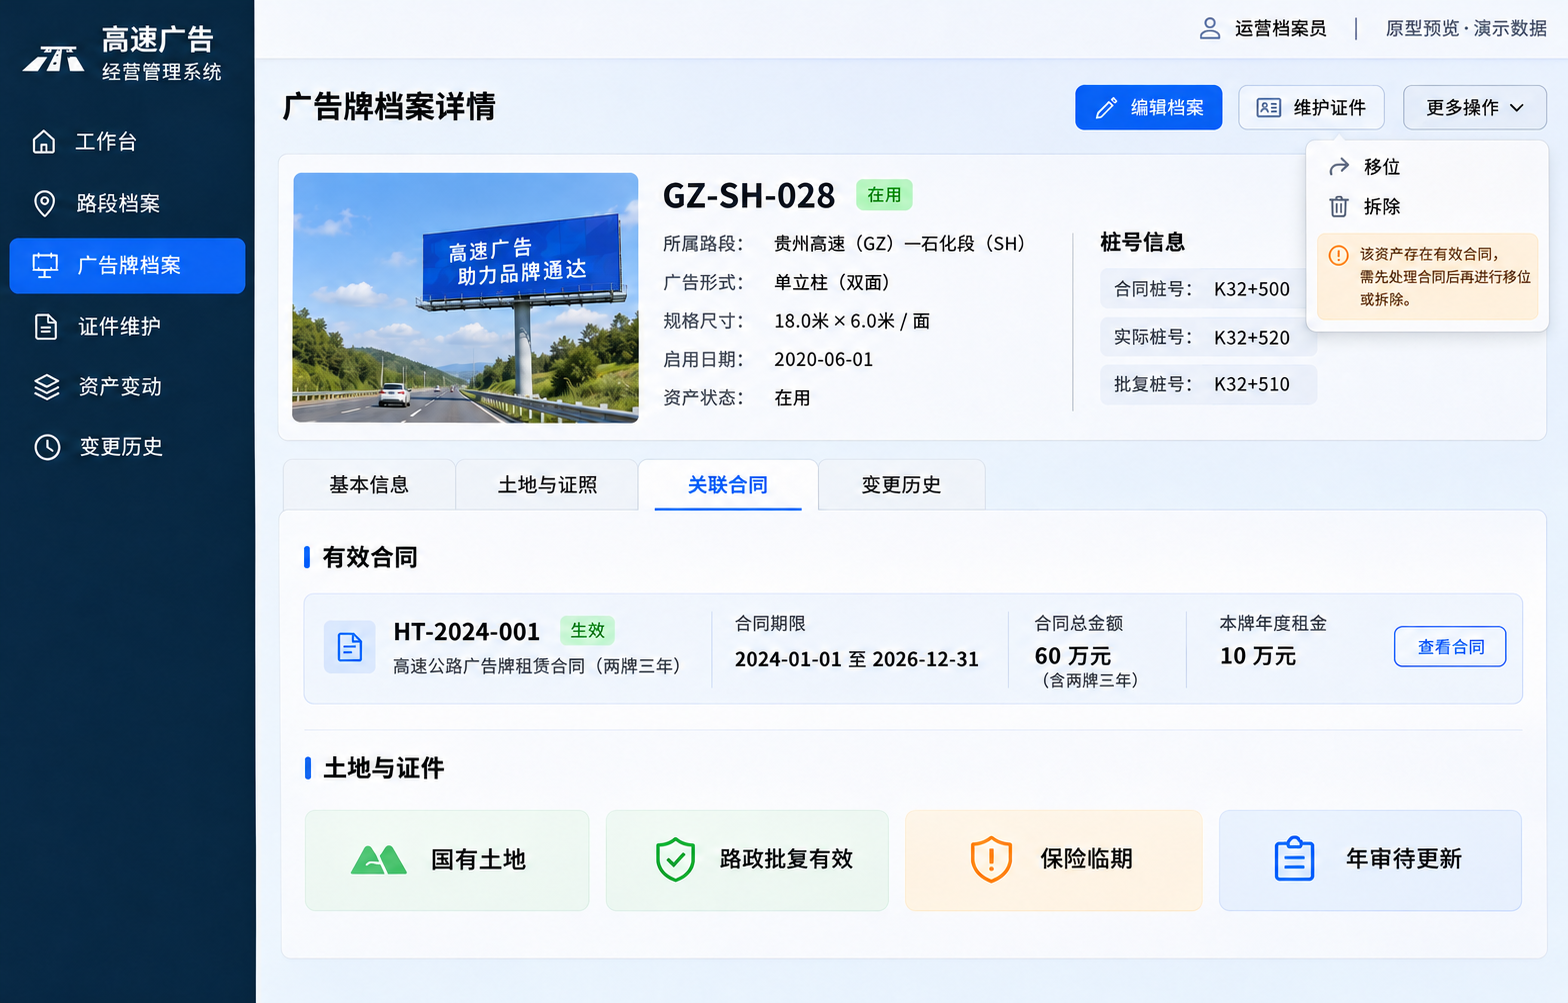 高速广告
经营管理系统
工作台
路段档案
广告牌档案
证件维护
资产变动
变更历史
运营档案员
原型预览·演示数据
广告牌档案详情
编辑档案
维护证件
更多操作
移位
拆除
该资产存在有效合同，
需先处理合同后再进行移位
或拆除。
高速广告
助力品牌通达
GZ-SH-028 在用
所属路段： 贵州高速（GZ）—石化段（SH）
广告形式： 单立柱（双面）
规格尺寸： 18.0米×6.0米 / 面
启用日期： 2020-06-01
资产状态： 在用
桩号信息
合同桩号： K32+500
实际桩号： K32+520
批复桩号： K32+510
基本信息
土地与证照
关联合同
变更历史
有效合同
HT-2024-001 生效
高速公路广告牌租赁合同（两牌三年）
合同期限
2024-01-01 至 2026-12-31
合同总金额
60 万元
（含两牌三年）
本牌年度租金
10 万元
查看合同
土地与证件
国有土地
路政批复有效
保险临期
年审待更新